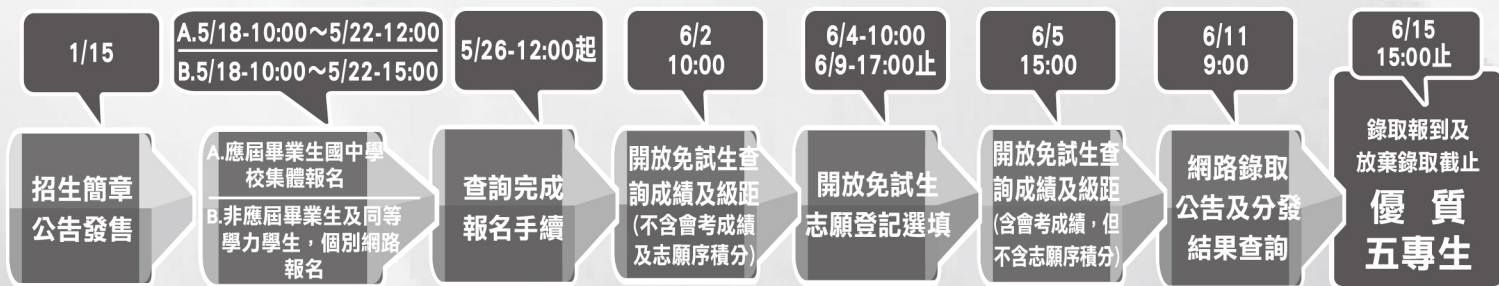 1/15
招生簡章
公告發售
A.5/18-10:00～5/22-12:00
B.5/18-10:00～5/22-15:00
A.應屆畢業生國中學
校集體報名
B.非應屆畢業生及同等
學力學生，個別網路
報名
5/26-12:00起
查詢完成
報名手續
6/2
10:00
開放免試生查
詢成績及級距
(不含會考成績
及志願序積分)
6/4-10:00
6/9-17:00止
開放免試生
志願登記選填
6/5
15:00
開放免試生查
詢成績及級距
(含會考成績，但
不含志願序積分)
6/11
9:00
網路錄取
公告及分發
結果查詢
6/15
15:00止
錄取報到及
放棄錄取截止
優 質
五專生